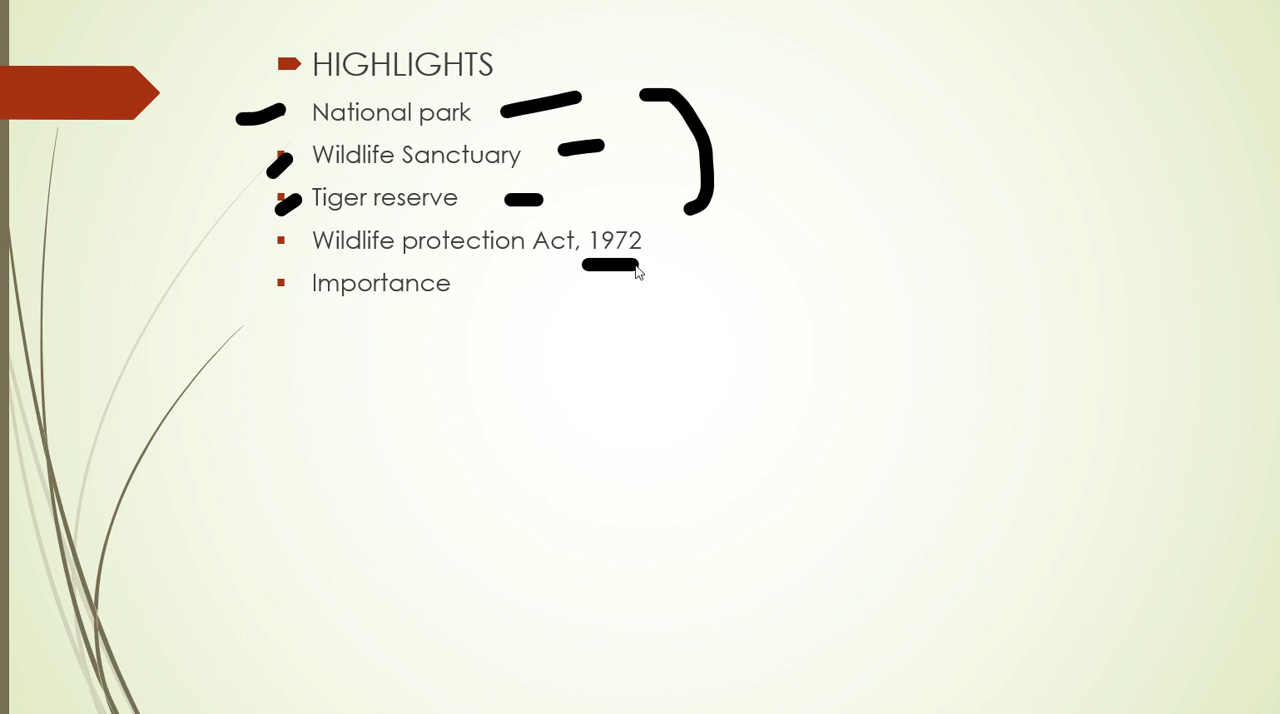 HIGHLIGHTS
National park
Wildlife Sanctuary
Tiger reserve
Wildlife protection Act, 1972
Importance